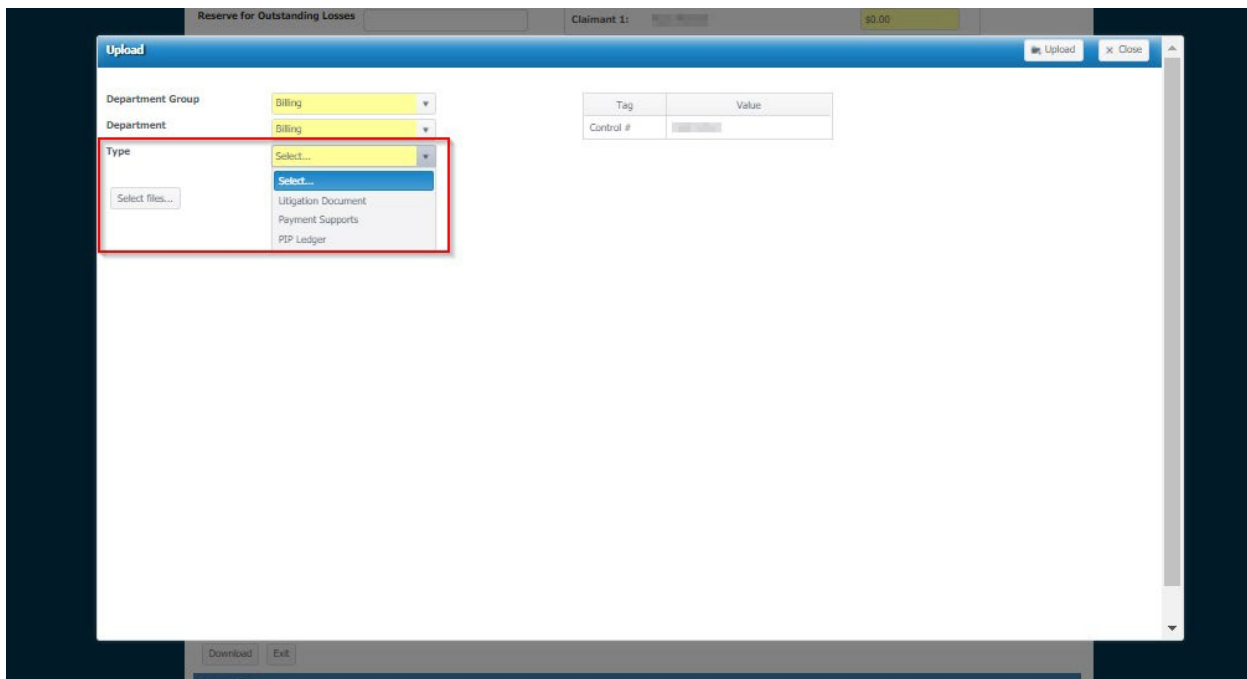 Reserve for Outstanding Losses Claimant 1: $0.00
Upload Upload x Close
Department Group Billing Tag Value
Department Billing Control #
Type Select...
Select...
Select files... Litigation Document
Payment Supports
PIP Ledger
Download Exit